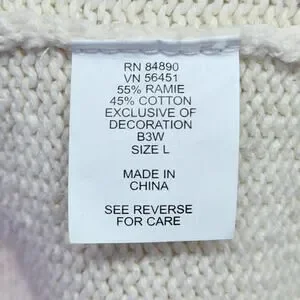 RN 84890
VN 56451
55% RAMIE
45% COTTON
EXCLUSIVE OF
DECORATION
B3W
SIZE L
MADE IN
CHINA
SEE REVERSE
FOR CARE